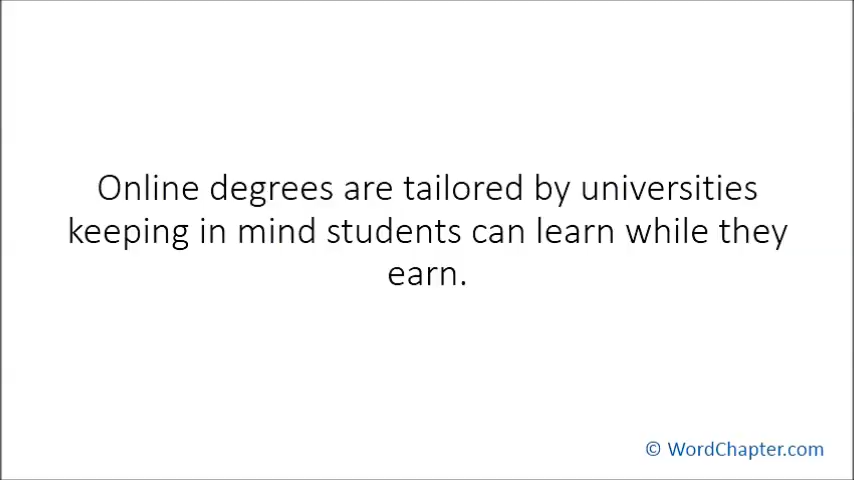 Online degrees are tailored by universities
keeping in mind students can learn while they
earn.
© WordChapter.com